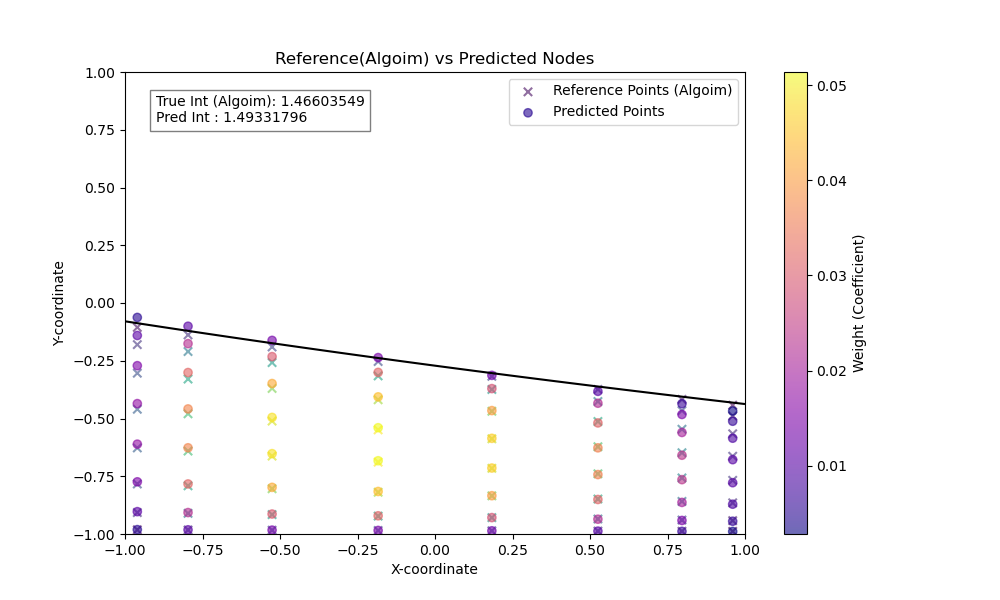 Reference(Algoim) vs Predicted Nodes
True Int (Algoim): 1.46603549
Pred Int : 1.49331796
Reference Points (Algoim)
Predicted Points
1.00
0.75
0.50
0.25
0.00
−0.25
−0.50
−0.75
−1.00
Y-coordinate
−1.00
−0.75
−0.50
−0.25
0.00
0.25
0.50
0.75
1.00
X-coordinate
0.05
0.04
0.03
0.02
0.01
Weight (Coefficient)